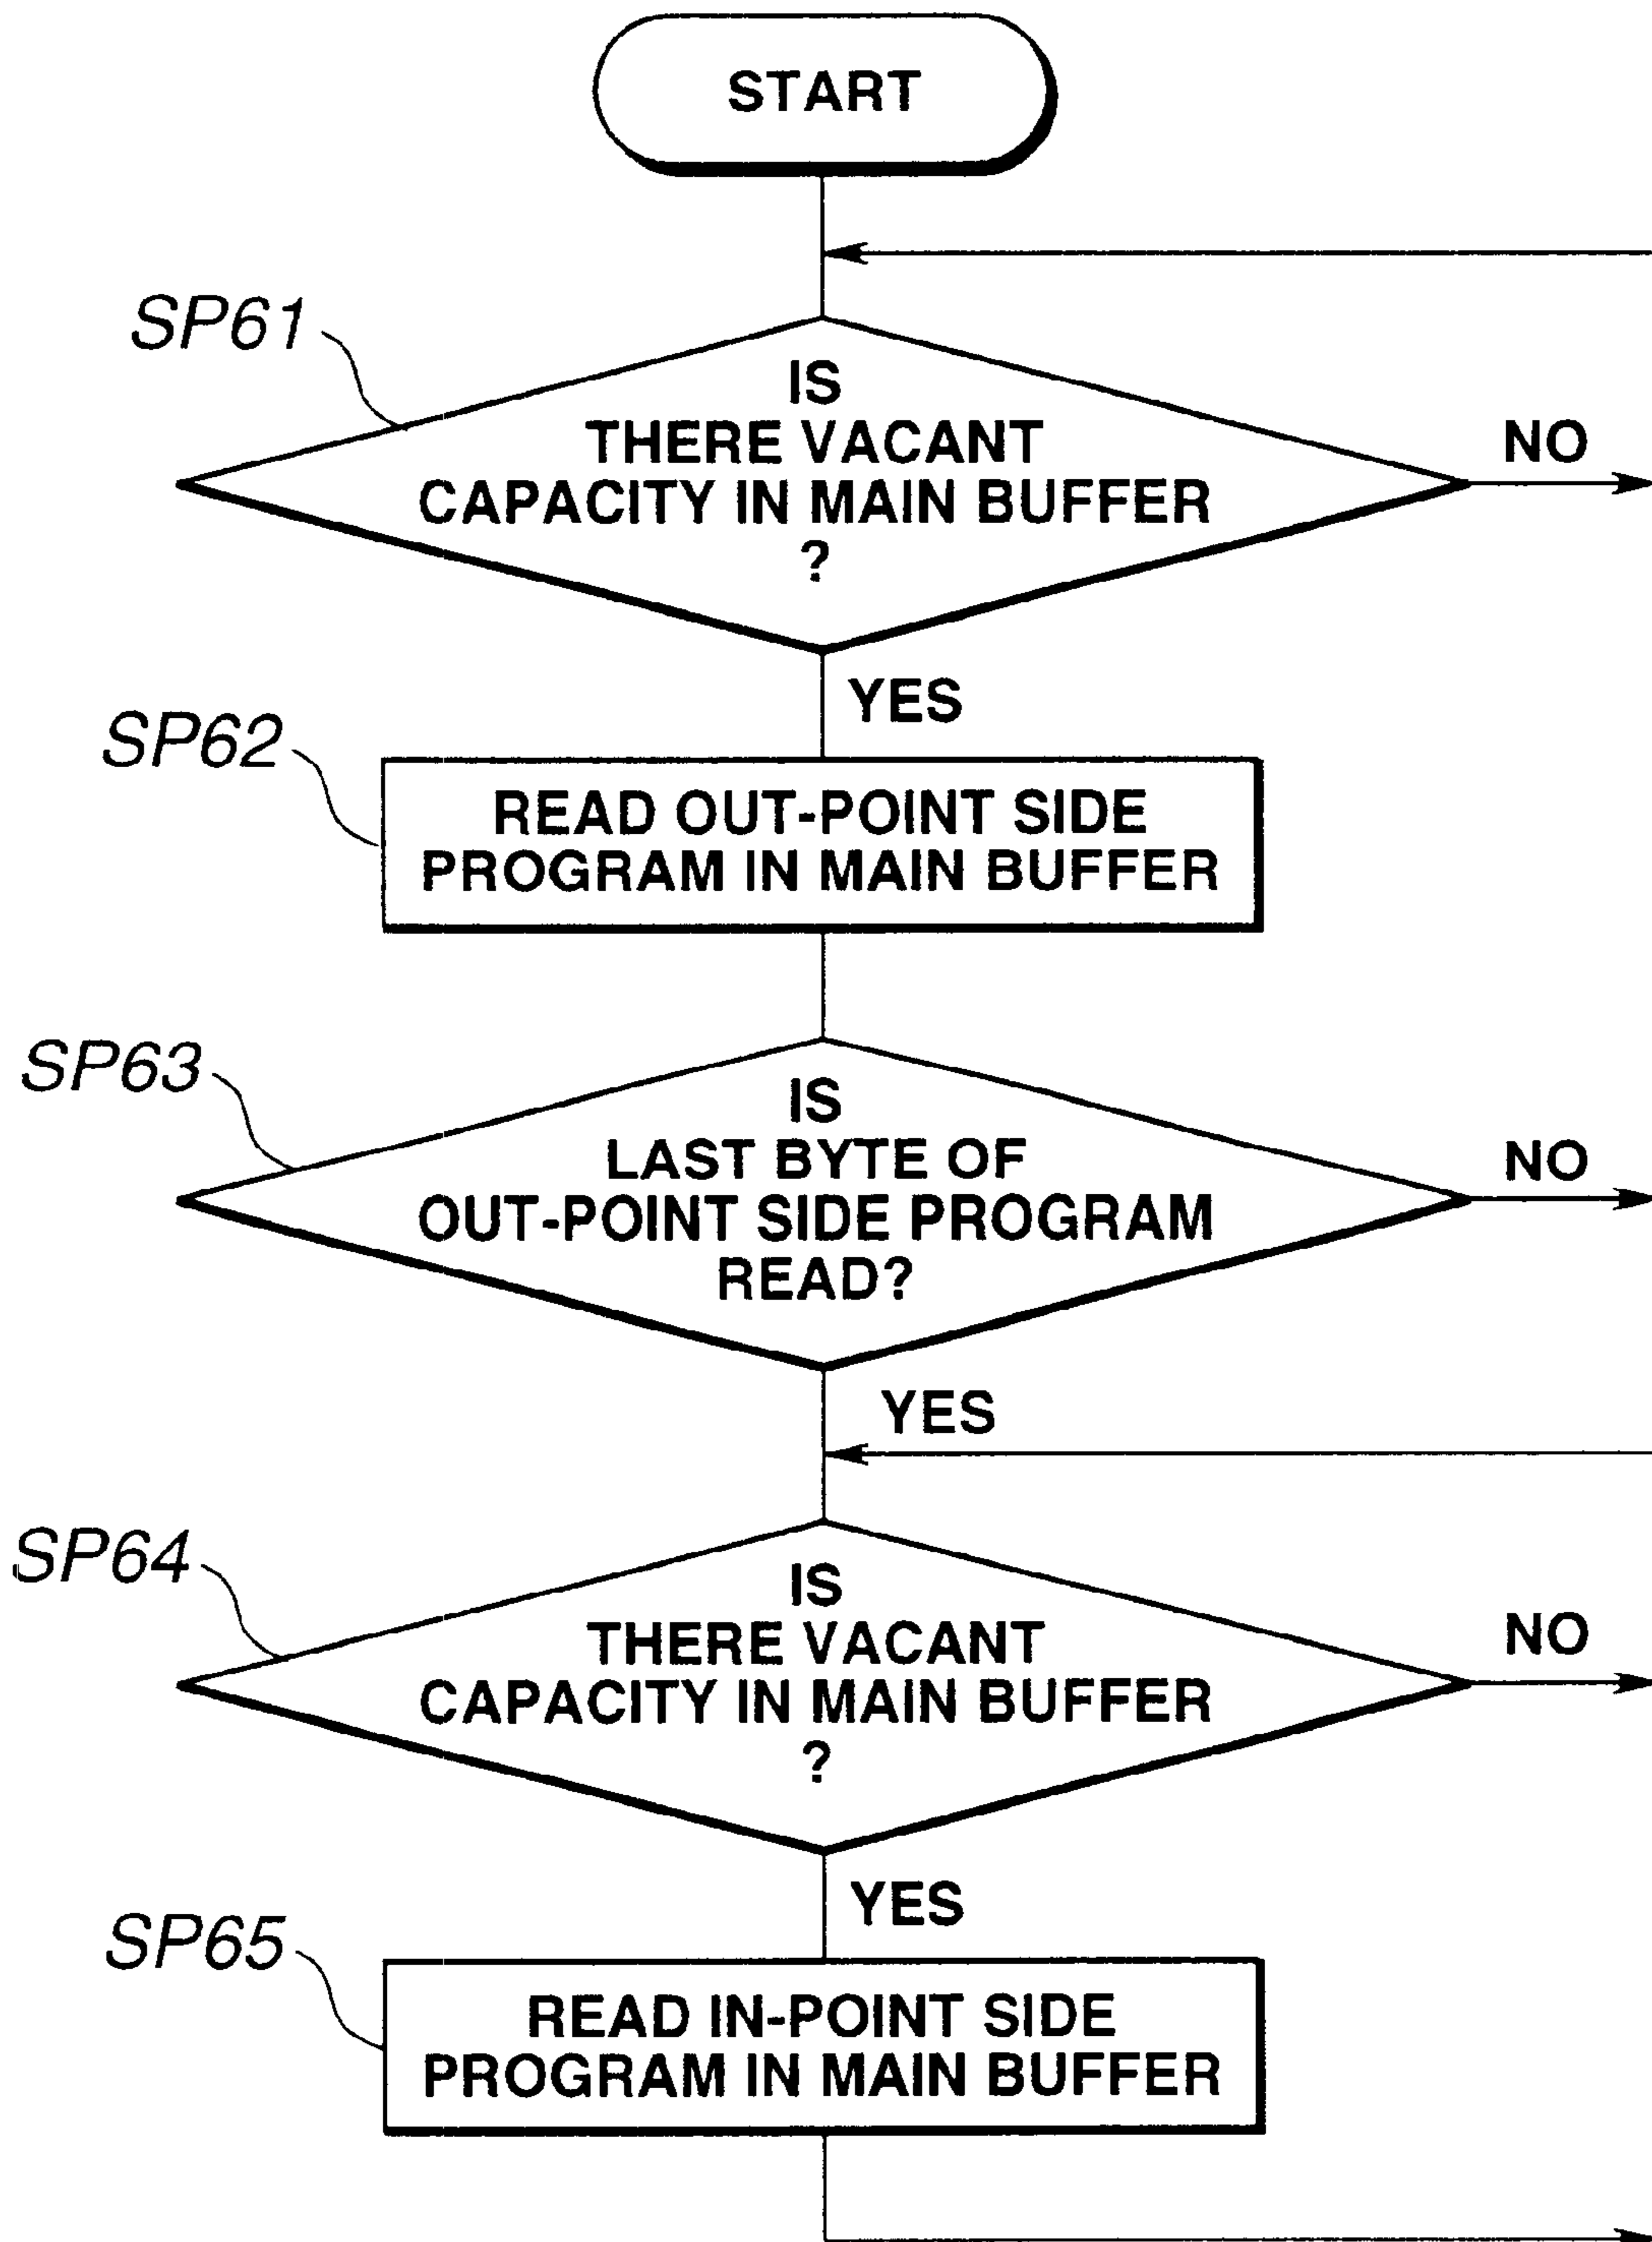 START
SP61
IS
THERE VACANT
CAPACITY IN MAIN BUFFER
?
NO
YES
SP62
READ OUT-POINT SIDE
PROGRAM IN MAIN BUFFER
SP63
IS
LAST BYTE OF
OUT-POINT SIDE PROGRAM
READ?
NO
YES
SP64
IS
THERE VACANT
CAPACITY IN MAIN BUFFER
?
NO
YES
SP65
READ IN-POINT SIDE
PROGRAM IN MAIN BUFFER